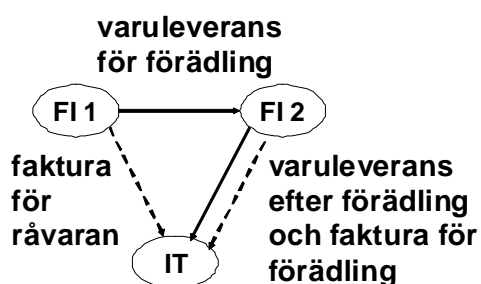 varuleverans
för förädling
FI 1
FI 2
faktura
för
råvaran
varuleverans
efter förädling
och faktura för
förädling
IT